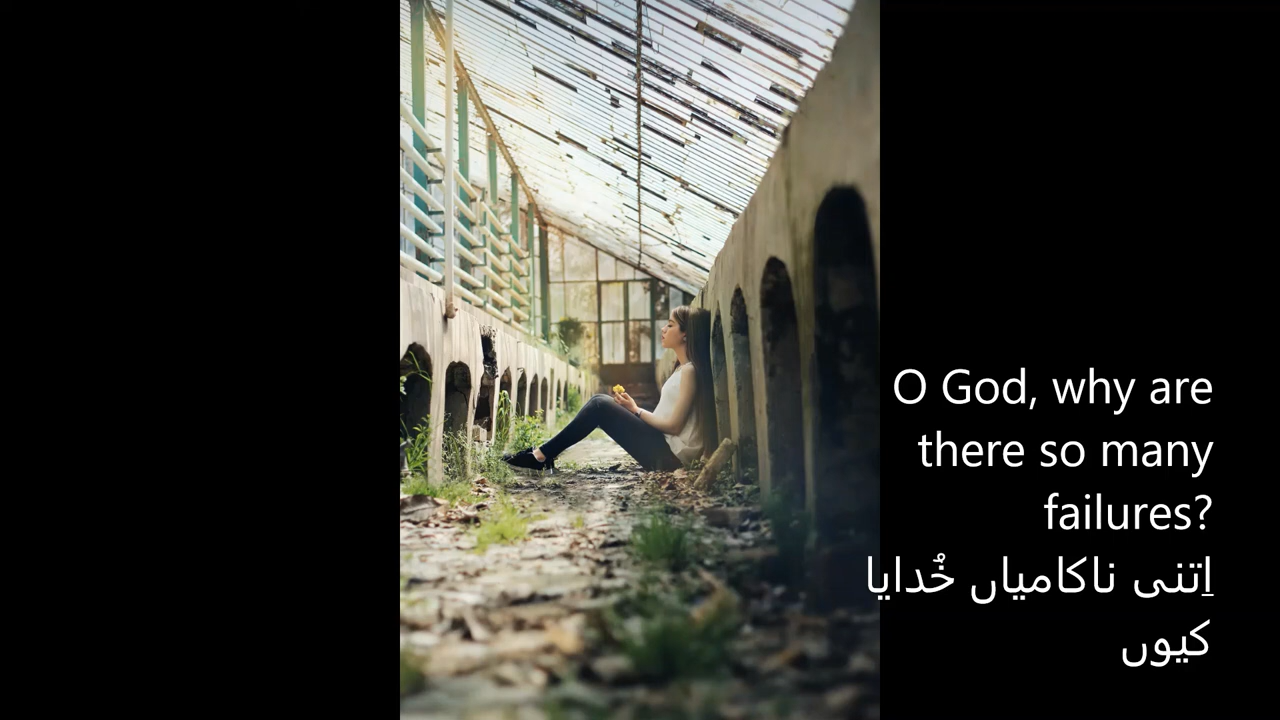 O God, why are
there so many
failures?
اِتنی ناکامیاں خُدایا
کیوں